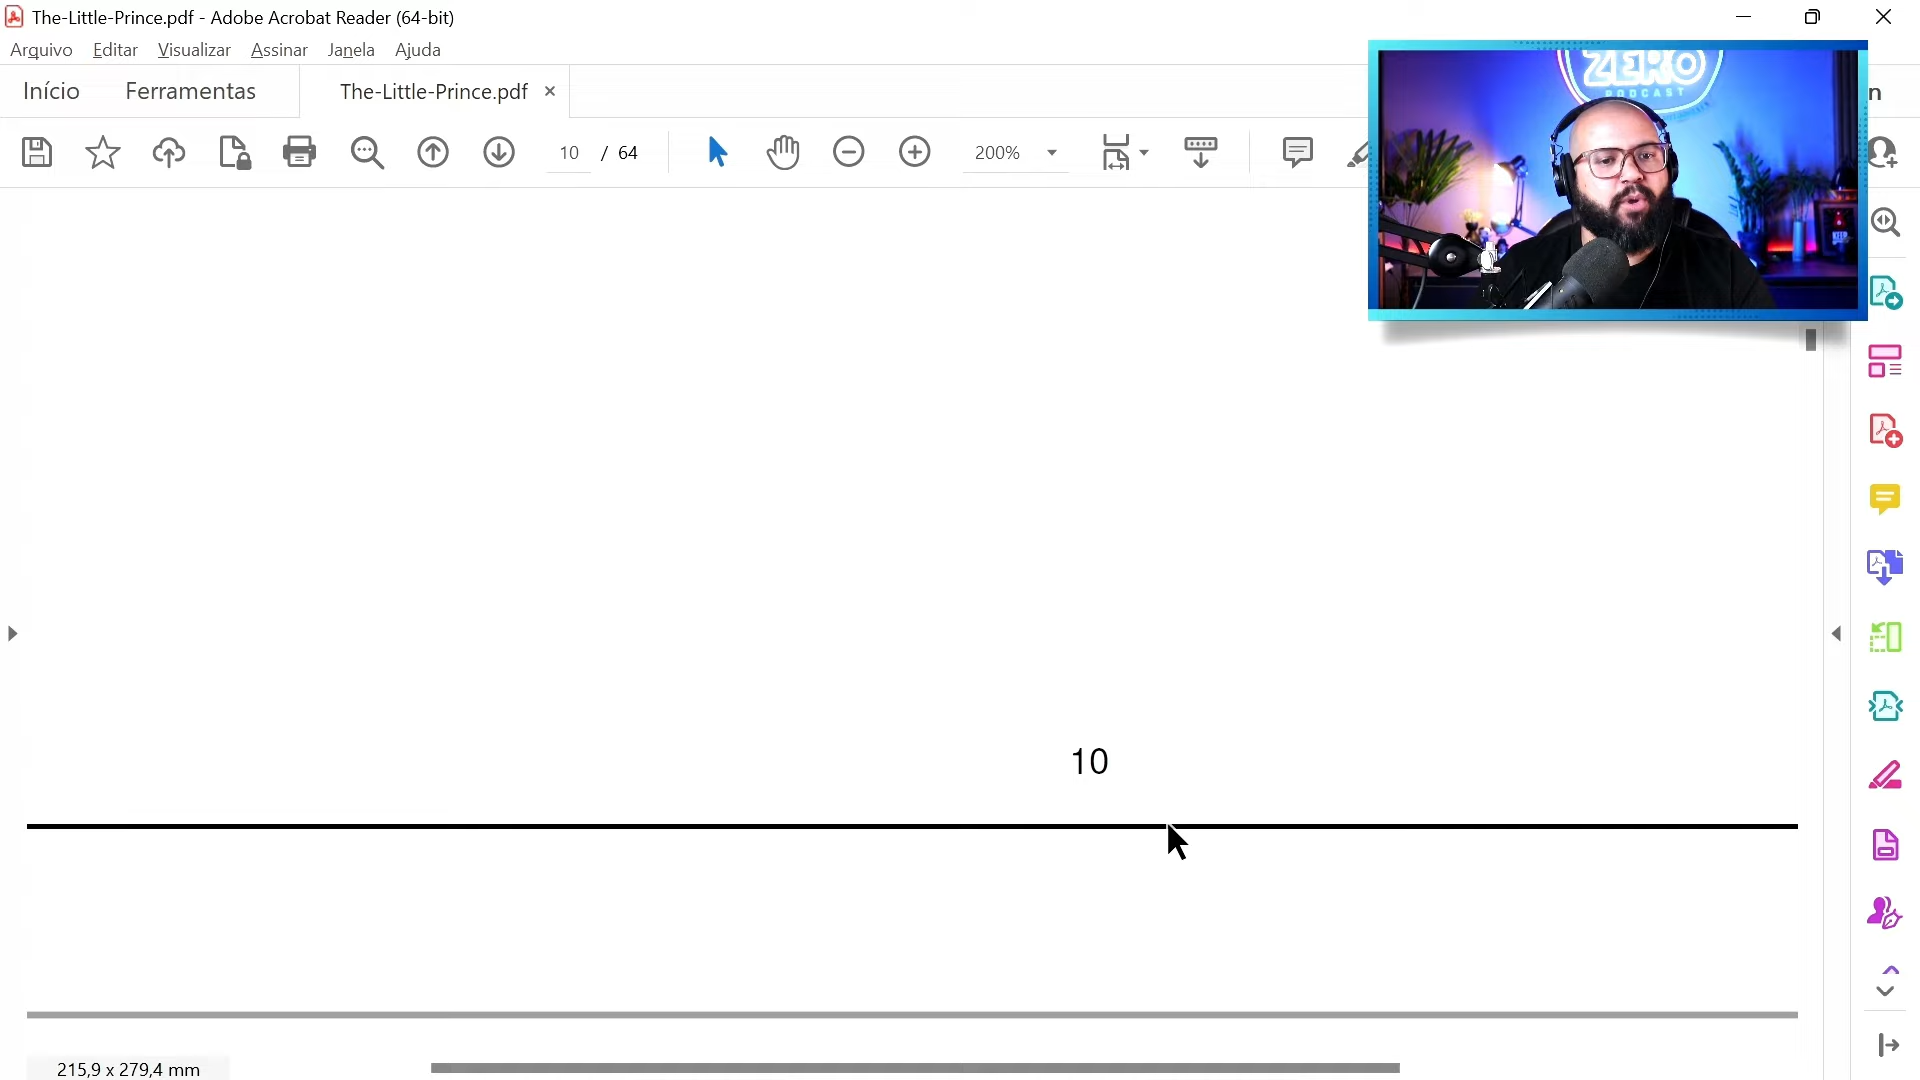 The-Little-Prince.pdf - Adobe Acrobat Reader (64-bit)
Arquivo Editar Visualizar Assinar Janela Ajuda
Início Ferramentas The-Little-Prince.pdf × n
10 / 64 200%
ZERO
PODCAST
10
215,9 x 279,4 mm